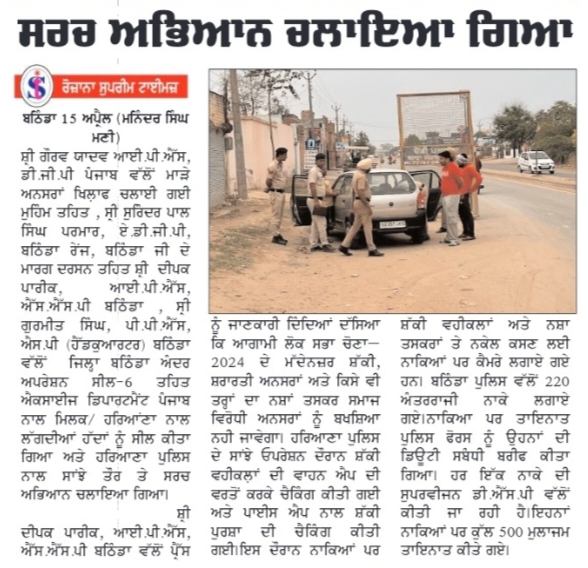 ਸਰਚ ਅਭਿਆਨ ਚਲਾਇਆ ਗਿਆ
ਰੋਜ਼ਾਨਾ ਸੁਪਰੀਮ ਟਾਈਮਜ਼
ਬਠਿੰਡਾ 15 ਅਪ੍ਰੈਲ (ਮਨਿੰਦਰ ਸਿੰਘ
ਮਣੀ)
ਸ਼੍ਰੀ ਗੌਰਵ ਯਾਦਵ ਆਈ.ਪੀ.ਐੱਸ,
ਡੀ.ਜੀ.ਪੀ ਪੰਜਾਬ ਵੱਲੋਂ ਮਾੜੇ
ਅਨਸਰਾਂ ਖਿਲਾਫ ਚਲਾਈ ਗਈ
ਮੁਹਿੰਮ ਤਹਿਤ , ਸ੍ਰੀ ਸੁਰਿੰਦਰ ਪਾਲ
ਸਿੰਘ ਪਰਮਾਰ, ਏ.ਡੀ.ਜੀ.ਪੀ,
ਬਠਿੰਡਾ ਰੇਂਜ, ਬਠਿੰਡਾ ਜੀ ਦੇ
ਮਾਰਗ ਦਰਸਨ ਤਹਿਤ ਸ਼੍ਰੀ ਦੀਪਕ
ਪਾਰੀਕ, ਆਈ.ਪੀ.ਐੱਸ,
ਐੱਸ.ਐੱਸ.ਪੀ ਬਠਿੰਡਾ , ਸ੍ਰੀ
ਗੁਰਮੀਤ ਸਿੰਘ, ਪੀ.ਪੀ.ਐੱਸ,
ਐਸ.ਪੀ (ਹੈੱਡਕੁਆਰਟਰ) ਬਠਿੰਡਾ
ਵੱਲੋਂ ਜਿਲ੍ਹਾ ਬਠਿੰਡਾ ਅੰਦਰ
ਅਪਰੇਸ਼ਨ ਸੀਲ-6 ਤਹਿਤ
ਐਕਸਾਈਜ ਡਿਪਾਰਟਮੈਂਟ ਪੰਜਾਬ
ਨਾਲ ਮਿਲਕੇ/ ਹਰਿਆਂਣਾ ਨਾਲ
ਲੱਗਦੀਆਂ ਹੱਦਾਂ ਨੂੰ ਸੀਲ ਕੀਤਾ
ਗਿਆ ਅਤੇ ਹਰਿਆਣਾ ਪੁਲਿਸ
ਨਾਲ ਸਾਂਝੇ ਤੌਰ ਤੇ ਸਰਚ
ਅਭਿਆਨ ਚਲਾਇਆ ਗਿਆ।
ਸ਼੍ਰੀ
ਦੀਪਕ ਪਾਰੀਕ, ਆਈ.ਪੀ.ਐੱਸ,
ਐੱਸ.ਐੱਸ.ਪੀ ਬਠਿੰਡਾ ਵੱਲੋਂ ਪ੍ਰੈੱਸ
ਨੂੰ ਜਾਣਕਾਰੀ ਦਿੰਦਿਆਂ ਦੱਸਿਆ
ਕਿ ਆਗਾਮੀ ਲੋਕ ਸਭਾ ਚੋਣਾ–
2024 ਦੇ ਮੱਦੇਨਜ਼ਰ ਸ਼ੱਕੀ,
ਸ਼ਰਾਰਤੀ ਅਨਸਰਾਂ ਅਤੇ ਕਿਸੇ ਵੀ
ਤਰ੍ਹਾਂ ਦਾ ਨਸ਼ਾ ਤਸਕਰ ਸਮਾਜ
ਵਿਰੋਧੀ ਅਨਸਰਾਂ ਨੂੰ ਬਖਸ਼ਿਆ
ਨਹੀ ਜਾਵੇਗਾ। ਹਰਿਆਣਾ ਪੁਲਿਸ
ਦੇ ਸਾਂਝੇ ਓਪਰੇਸ਼ਨ ਦੌਰਾਨ ਸ਼ੱਕੀ
ਵਹੀਕਲਾਂ ਦੀ ਵਾਹਨ ਐਪ ਦੀ
ਵਰਤੋਂ ਕਰਕੇ ਚੈਕਿੰਗ ਕੀਤੀ ਗਈ
ਅਤੇ ਪਾਈਸ ਐਪ ਨਾਲ ਸ਼ੱਕੀ
ਪੁਰਸ਼ਾ ਦੀ ਚੈਕਿੰਗ ਕੀਤੀ
ਗਈ।ਇਸ ਦੌਰਾਨ ਨਾਕਿਆਂ ਪਰ
ਸ਼ੱਕੀ ਵਹੀਕਲਾਂ ਅਤੇ ਨਸ਼ਾ
ਤਸਕਰਾਂ ਤੇ ਨਕੇਲ ਕਸਣ ਲਈ
ਨਾਕਿਆਂ ਪਰ ਕੈਮਰੇ ਲਗਾਏ ਗਏ
ਹਨ। ਬਠਿੰਡਾ ਪੁਲਿਸ ਵੱਲੋਂ 220
ਅੰਤਰਰਾਜੀ ਨਾਕੇ ਲਗਾਏ
ਗਏ।ਨਾਕਿਆ ਪਰ ਤਾਇਨਾਤ
ਪੁਲਿਸ ਫੋਰਸ ਨੂੰ ਉਹਨਾਂ ਦੀ
ਡਿਊਟੀ ਸਬੰਧੀ ਬਰੀਫ ਕੀਤਾ
ਗਿਆ। ਹਰ ਇੱਕ ਨਾਕੇ ਦੀ
ਸੁਪਰਵੀਜਨ ਡੀ.ਐੱਸ.ਪੀ ਵੱਲੋਂ
ਕੀਤੀ ਜਾ ਰਹੀ ਹੈ।ਇਹਨਾਂ
ਨਾਕਿਆਂ ਪਰ ਕੁੱਲ 500 ਮੁਲਾਜਮ
ਤਾਇਨਾਤ ਕੀਤੇ ਗਏ।